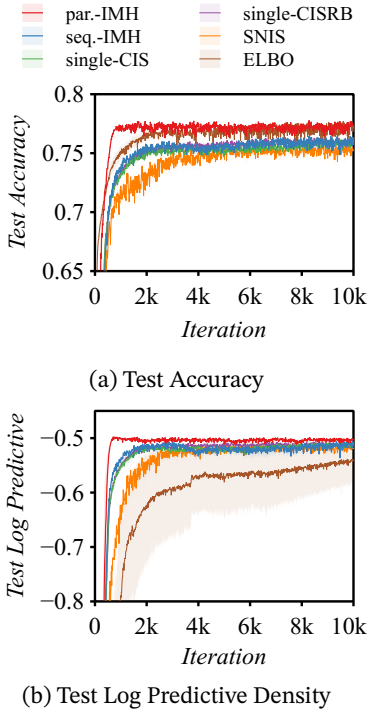 par.-IMH single-CISRB
seq.-IMH SNIS
single-CIS ELBO
Test Accuracy
0.8
0.75
0.7
0.65
0 2k 4k 6k 8k 10k
Iteration
(a) Test Accuracy
Test Log Predictive
−0.5
−0.6
−0.7
−0.8
0 2k 4k 6k 8k 10k
Iteration
(b) Test Log Predictive Density